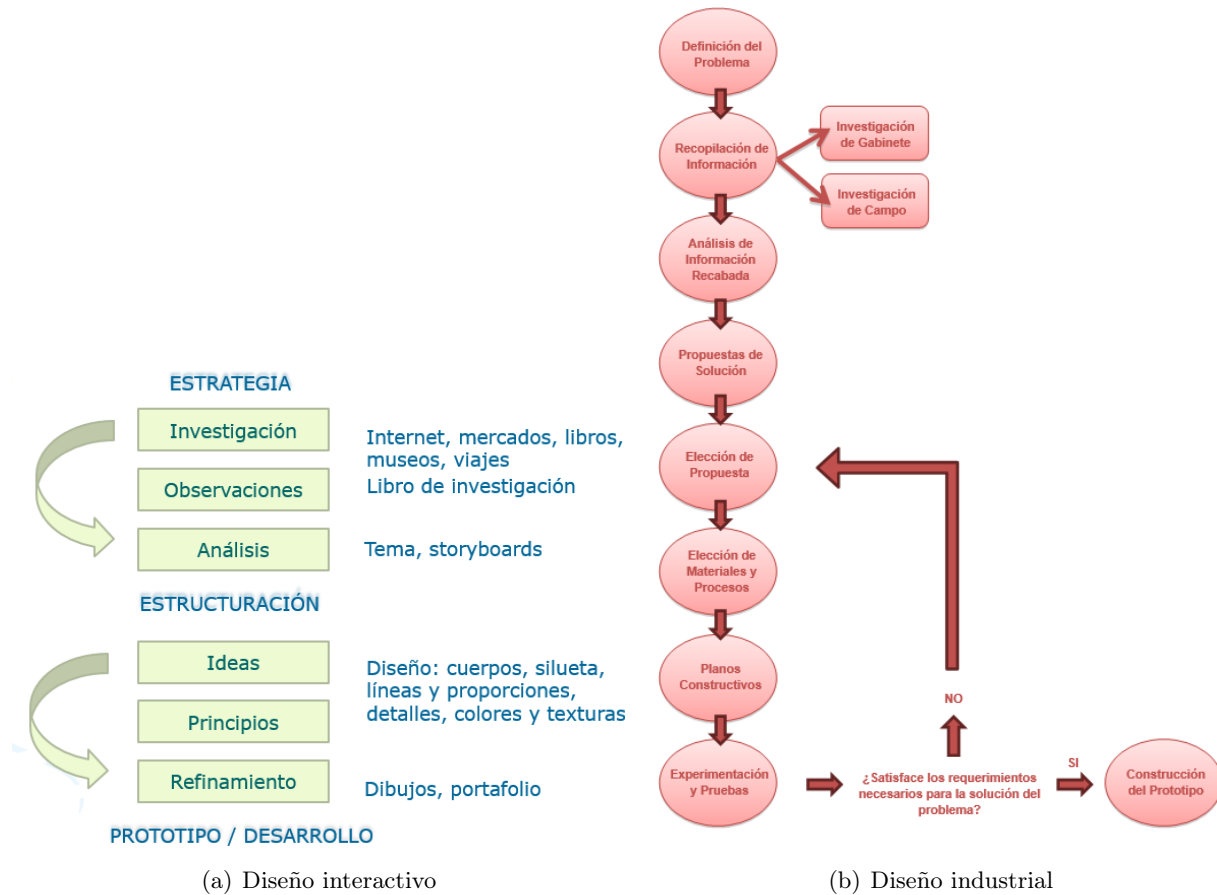 ESTRATEGIA
Investigación
Internet, mercados, libros,
museos, viajes
Observaciones
Libro de investigación
Análisis
Tema, storyboards
ESTRUCTURACIÓN
Ideas
Diseño: cuerpos, silueta,
líneas y proporciones,
detalles, colores y texturas
Principios
Refinamiento
Dibujos, portafolio
PROTOTIPO / DESARROLLO
(a) Diseño interactivo
Definición del
Problema
Recopilación de
Información
Investigación
de Gabinete
Investigación
de Campo
Análisis de
Información
Recabada
Propuestas de
Solución
Elección de
Propuesta
Elección de
Materiales y
Procesos
Planos
Constructivos
Experimentación
y Pruebas
¿Satisface los requerimientos
necesarios para la solución del
problema?
NO
SI
Construcción
del Prototipo
(b) Diseño industrial